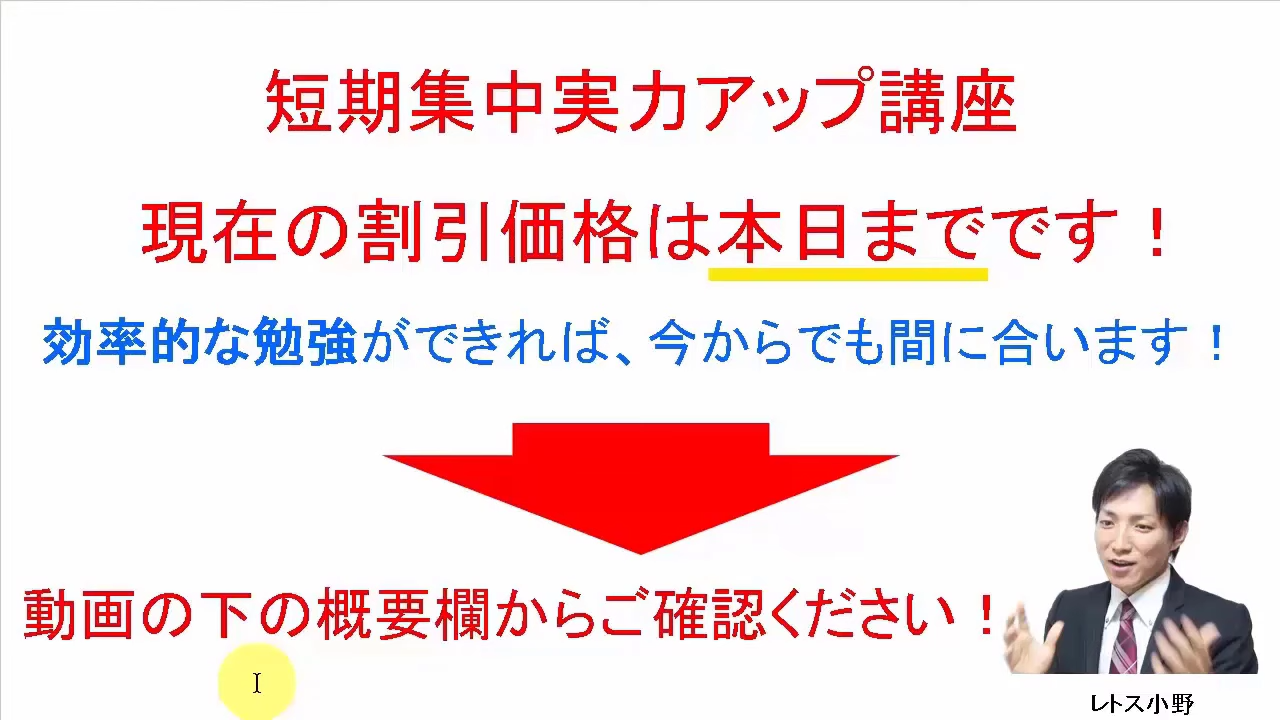 短期集中実力アップ講座
現在の割引価格は本日までです！
効率的な勉強ができれば、今からでも間に合います！
動画の下の概要欄からご確認ください！
レトス小野